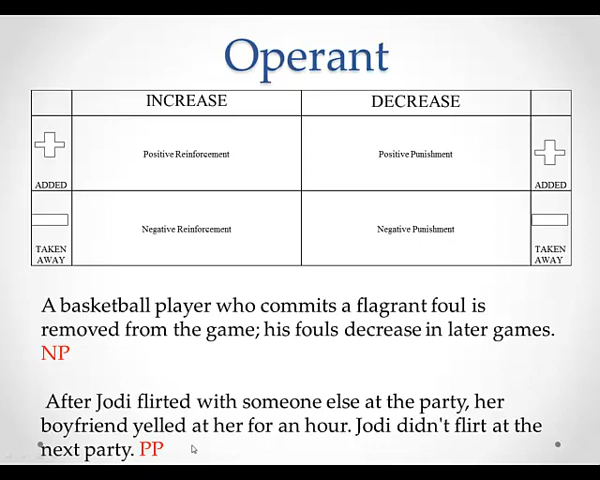 Operant
INCREASE DECREASE
Positive Reinforcement Positive Punishment
ADDED ADDED
Negative Reinforcement Negative Punishment
TAKEN TAKEN
AWAY AWAY
A basketball player who commits a flagrant foul is
removed from the game; his fouls decrease in later games.
NP
After Jodi flirted with someone else at the party, her
boyfriend yelled at her for an hour. Jodi didn't flirt at the
next party. PP